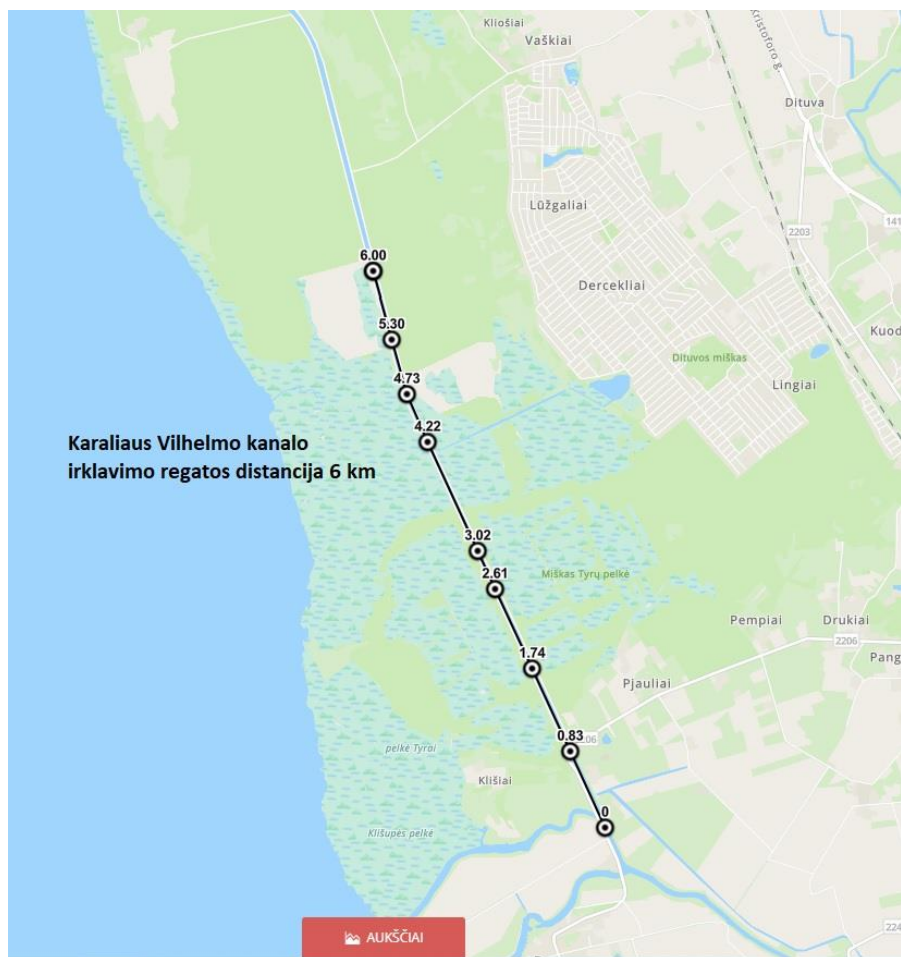 Kliošiai
Vaškiai
Kristoforo g.
Dituva
141
Lūžgaliai
2203
6.00
Dercekliai
5.30
Kuod
Dituvos miškas
4.73
Lingiai
4.22
Karaliaus Vilhelmo kanalo
irklavimo regatos distancija 6 km
3.02
Miškas Tyrų pelkė
2.61
Pempiai
Drukiai
2206
1.74
Pang
Pjauliai
0.83
206
pelkė Tyrai
Klišiai
0
Klišupės pelkė
224
AUKŠČIAI